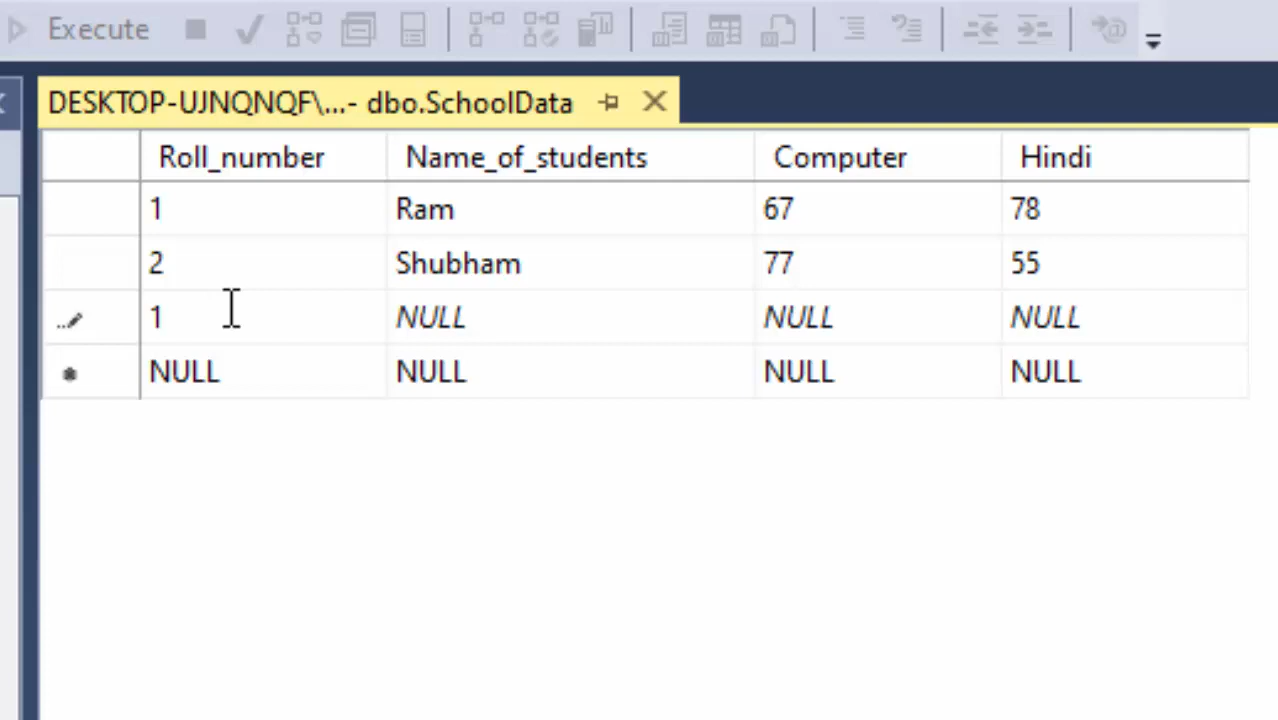 Execute
DESKTOP-UJNQNQF\...- dbo.SchoolData
Roll_number Name_of_students Computer Hindi
1 Ram 67 78
2 Shubham 77 55
1 NULL NULL NULL
NULL NULL NULL NULL